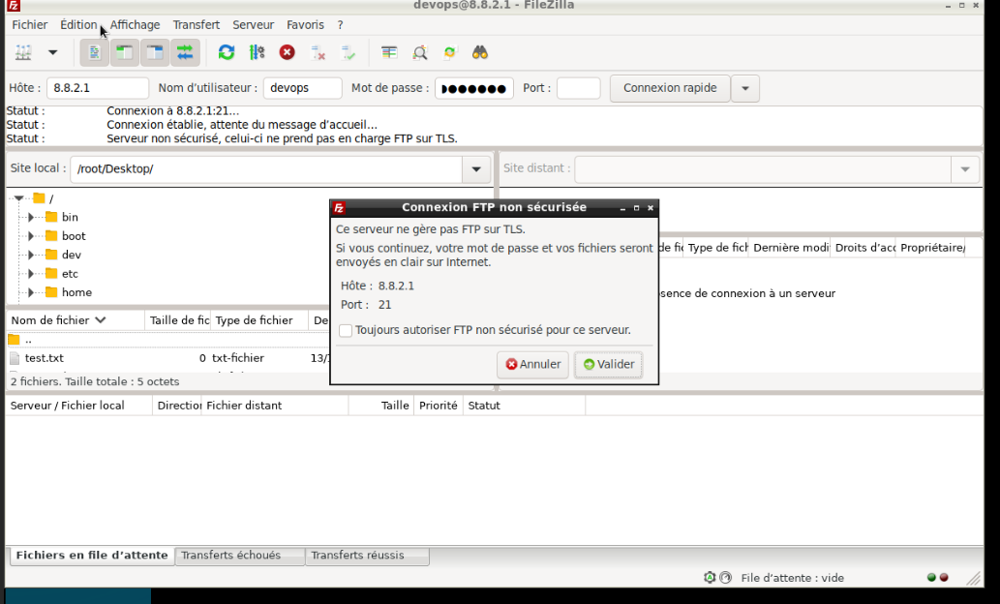 devops@8.8.2.1 - FileZilla
Fichier Édition Affichage Transfert Serveur Favoris ?
Hôte : 8.8.2.1 Nom d'utilisateur : devops Mot de passe : ●●●●●●● Port : Connexion rapide
Statut : Connexion à 8.8.2.1:21...
Statut : Connexion établie, attente du message d'accueil...
Statut : Serveur non sécurisé, celui-ci ne prend pas en charge FTP sur TLS.
Site local : /root/Desktop/
Site distant :
/
bin
boot
dev
etc
home
Nom de fichier Taille de fic Type de fichier De
..
test.txt 0 txt-fichier 13/
2 fichiers. Taille totale : 5 octets
de fi Type de fich Dernière modi Droits d'acc Propriétaire/
sence de connexion à un serveur
Connexion FTP non sécurisée
Ce serveur ne gère pas FTP sur TLS.
Si vous continuez, votre mot de passe et vos fichiers seront
envoyés en clair sur Internet.
Hôte : 8.8.2.1
Port : 21
Toujours autoriser FTP non sécurisé pour ce serveur.
Annuler Valider
Serveur / Fichier local Direction Fichier distant Taille Priorité Statut
Fichiers en file d'attente Transferts échoués Transferts réussis
File d'attente : vide